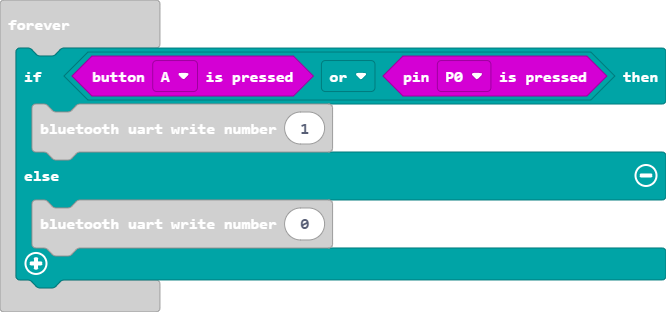 forever
if button A is pressed or pin P0 is pressed then
bluetooth uart write number 1
else
bluetooth uart write number 0